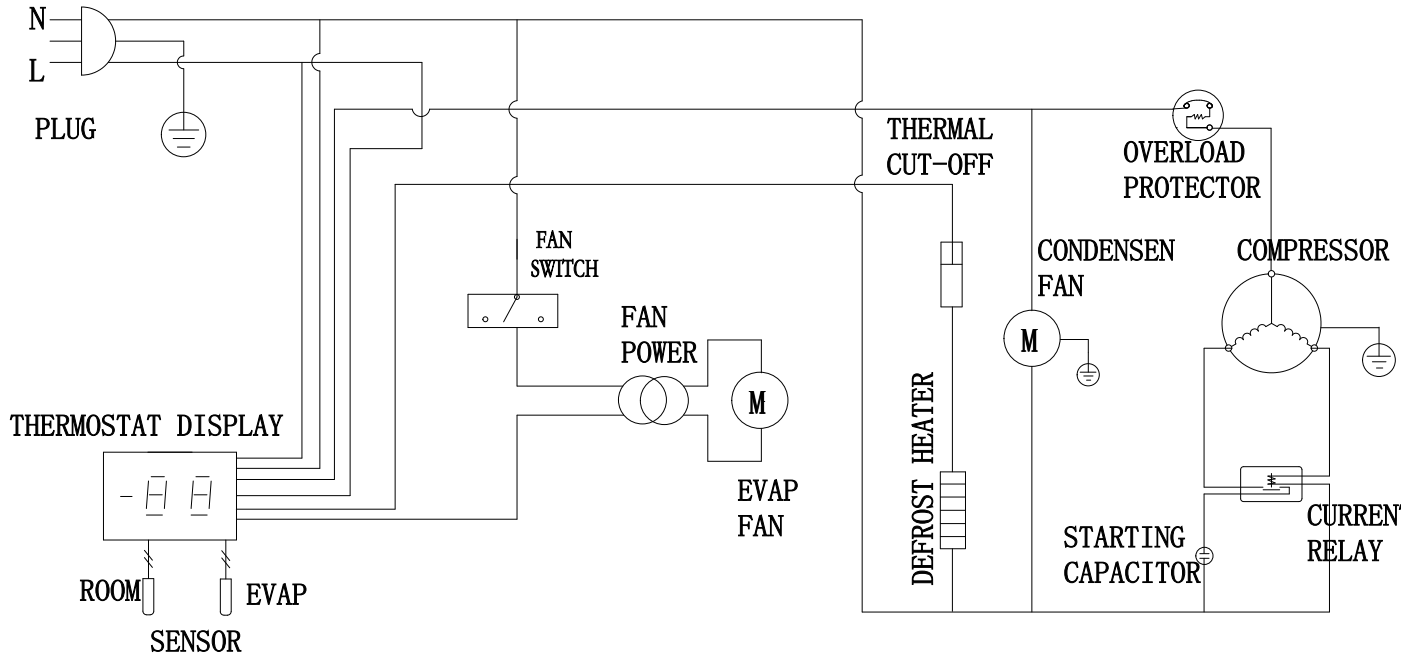 N
L
PLUG
THERMAL
CUT-OFF
OVERLOAD
PROTECTOR
FAN
SWITCH
CONDENSEN
FAN
COMPRESSOR
FAN
POWER
M
M
THERMOSTAT DISPLAY
-88
EVAP
FAN
DEFROST HEATER
STARTING
CAPACITOR
CURRENT
RELAY
ROOM
EVAP
SENSOR